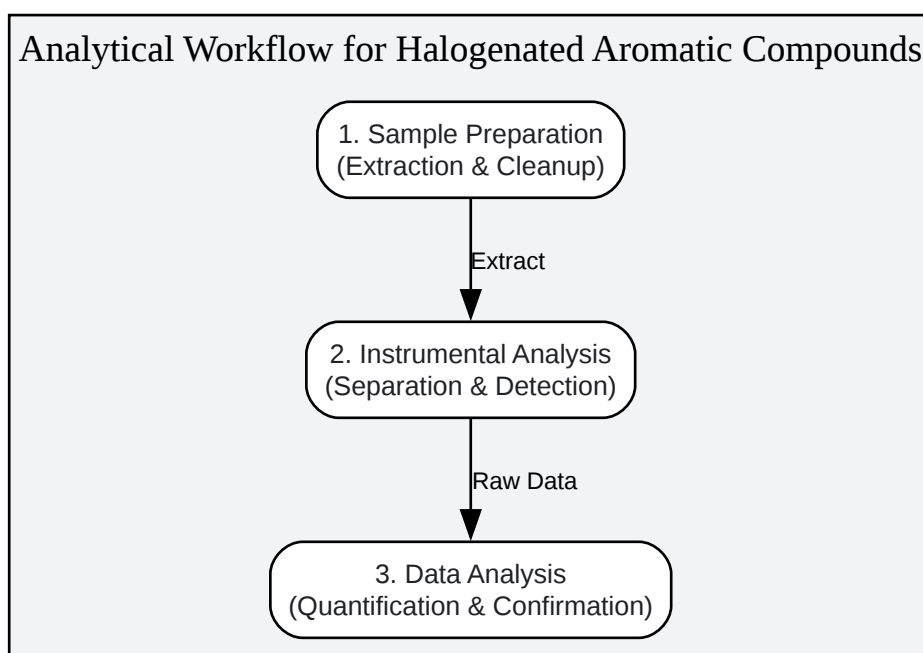 Analytical Workflow for Halogenated Aromatic Compounds
1. Sample Preparation
(Extraction & Cleanup)
Extract
2. Instrumental Analysis
(Separation & Detection)
Raw Data
3. Data Analysis
(Quantification & Confirmation)